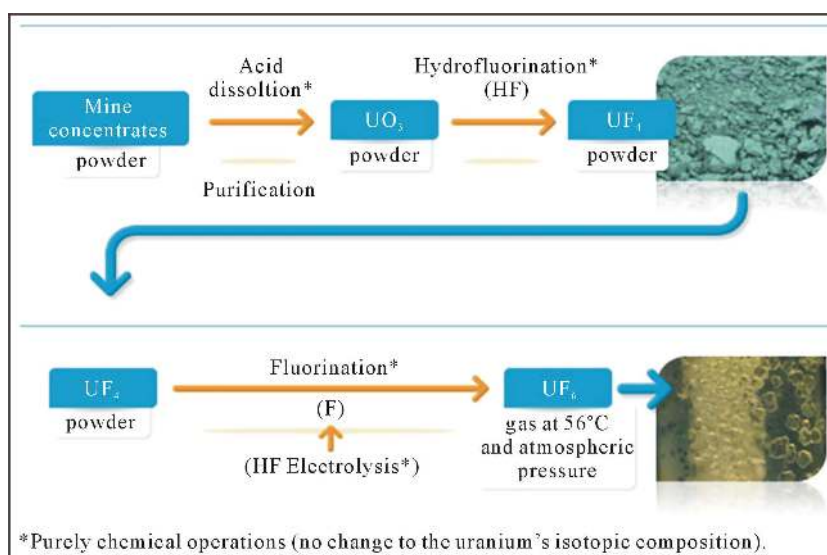 Acid
dissoltion*
Hydrofluorination*
(HF)
Mine
concentrates
powder
UO₃
powder
UF₄
powder
Purification
UF₄
powder
Fluorination*
(F)
(HF Electrolysis*)
UF₆
gas at 56°C
and atmospheric
pressure
*Purely chemical operations (no change to the uranium's isotopic composition).